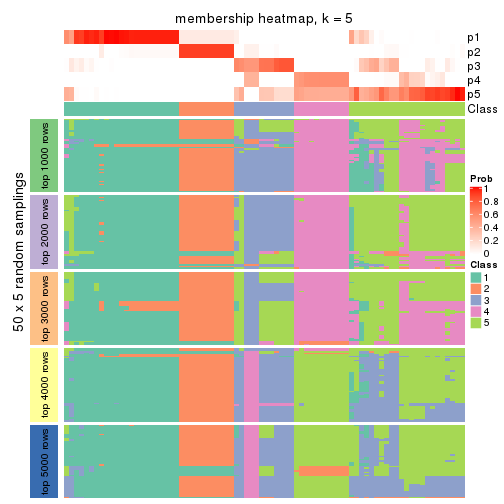 membership heatmap, k = 5
p1
p2
p3
p4
p5
Class
50 x 5 random samplings
top 1000 rows
top 2000 rows
top 3000 rows
top 4000 rows
top 5000 rows
Prob
1
0.8
0.6
0.4
0.2
0
Class
1
2
3
4
5